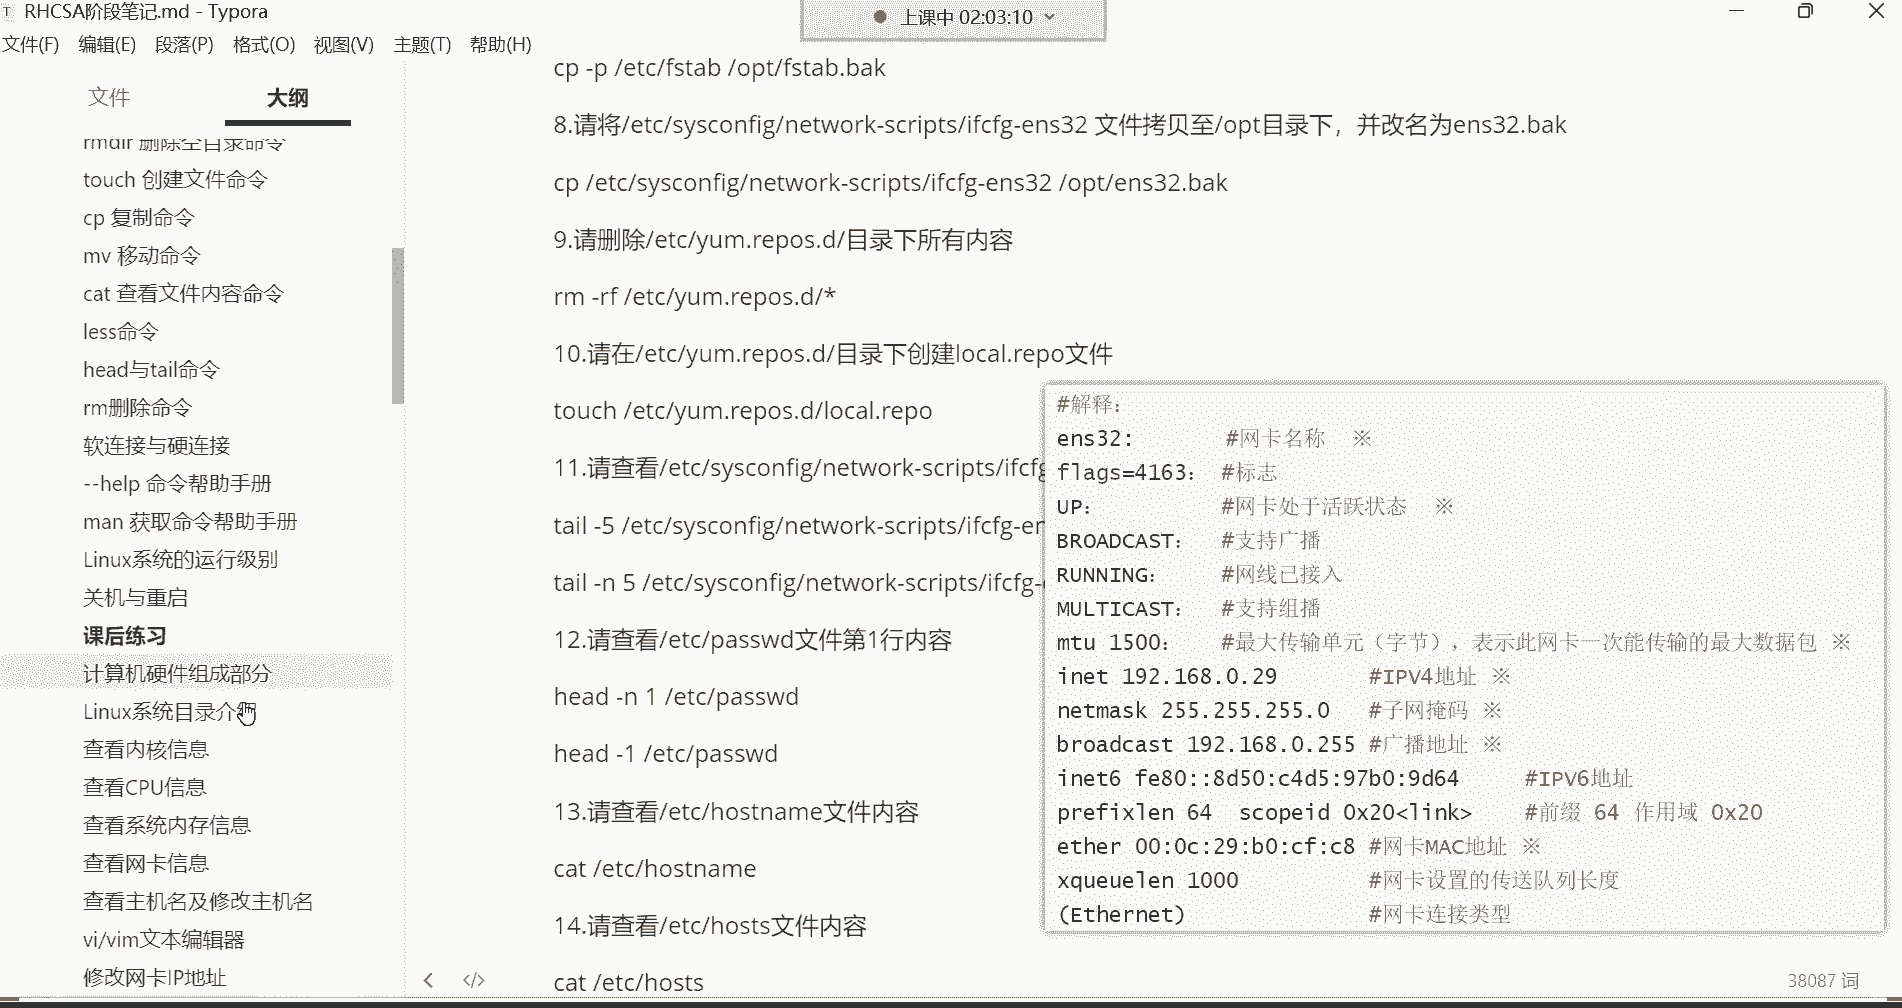 RHCSA阶段笔记.md - Typora
上课中 02:03:10
文件(F) 编辑(E) 段落(P) 格式(O) 视图(V) 主题(T) 帮助(H)
文件 大纲
rmdir 删除空目录命令
touch 创建文件命令
cp 复制命令
mv 移动命令
cat 查看文件内容命令
less命令
head与tail命令
rm删除命令
软连接与硬连接
--help 命令帮助手册
man 获取命令帮助手册
Linux系统的运行级别
关机与重启
课后练习
计算机硬件组成部分
Linux系统目录介
查看内核信息
查看CPU信息
查看系统内存信息
查看网卡信息
查看主机名及修改主机名
vi/vim文本编辑器
修改网卡IP地址
cp -p /etc/fstab /opt/fstab.bak
8.请将/etc/sysconfig/network-scripts/ifcfg-ens32 文件拷贝至/opt目录下，并改名为ens32.bak
cp /etc/sysconfig/network-scripts/ifcfg-ens32 /opt/ens32.bak
9.请删除/etc/yum.repos.d/目录下所有内容
rm -rf /etc/yum.repos.d/*
10.请在/etc/yum.repos.d/目录下创建local.repo文件
touch /etc/yum.repos.d/local.repo
11.请查看/etc/sysconfig/network-scripts/ifcfg
tail -5 /etc/sysconfig/network-scripts/ifcfg-en
tail -n 5 /etc/sysconfig/network-scripts/ifcfg-
12.请查看/etc/passwd文件第1行内容
head -n 1 /etc/passwd
head -1 /etc/passwd
13.请查看/etc/hostname文件内容
cat /etc/hostname
14.请查看/etc/hosts文件内容
cat /etc/hosts
#解释：
ens32: #网卡名称 ※
flags=4163： #标志
UP： #网卡处于活跃状态 ※
BROADCAST： #支持广播
RUNNING： #网线已接入
MULTICAST： #支持组播
mtu 1500： #最大传输单元（字节），表示此网卡一次能传输的最大数据包 ※
inet 192.168.0.29 #IPV4地址 ※
netmask 255.255.255.0 #子网掩码 ※
broadcast 192.168.0.255 #广播地址 ※
inet6 fe80::8d50:c4d5:97b0:9d64 #IPV6地址
prefixlen 64 scopeid 0x20<link> #前缀 64 作用域 0x20
ether 00:0c:29:b0:cf:c8 #网卡MAC地址 ※
xqueuelen 1000 #网卡设置的传送队列长度
(Ethernet) #网卡连接类型
38087 词